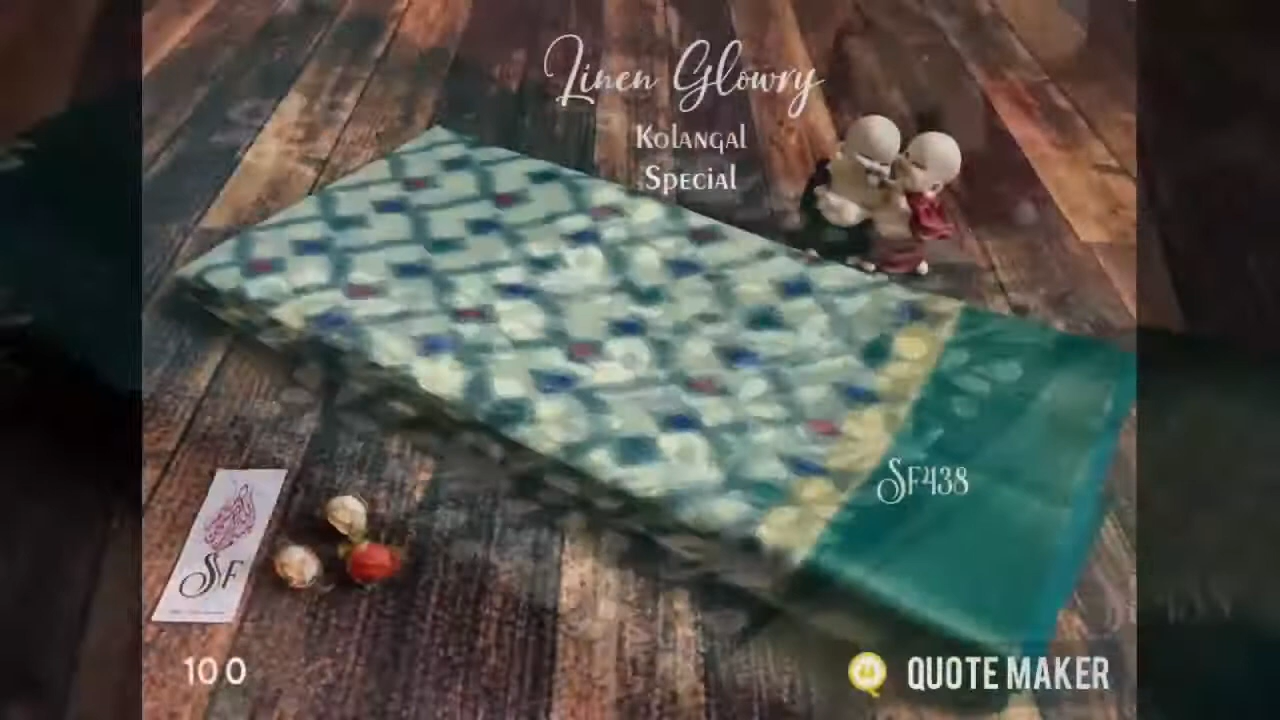 Linen Glowry
Kolangal
Special
SF438
SF
100
QUOTE MAKER